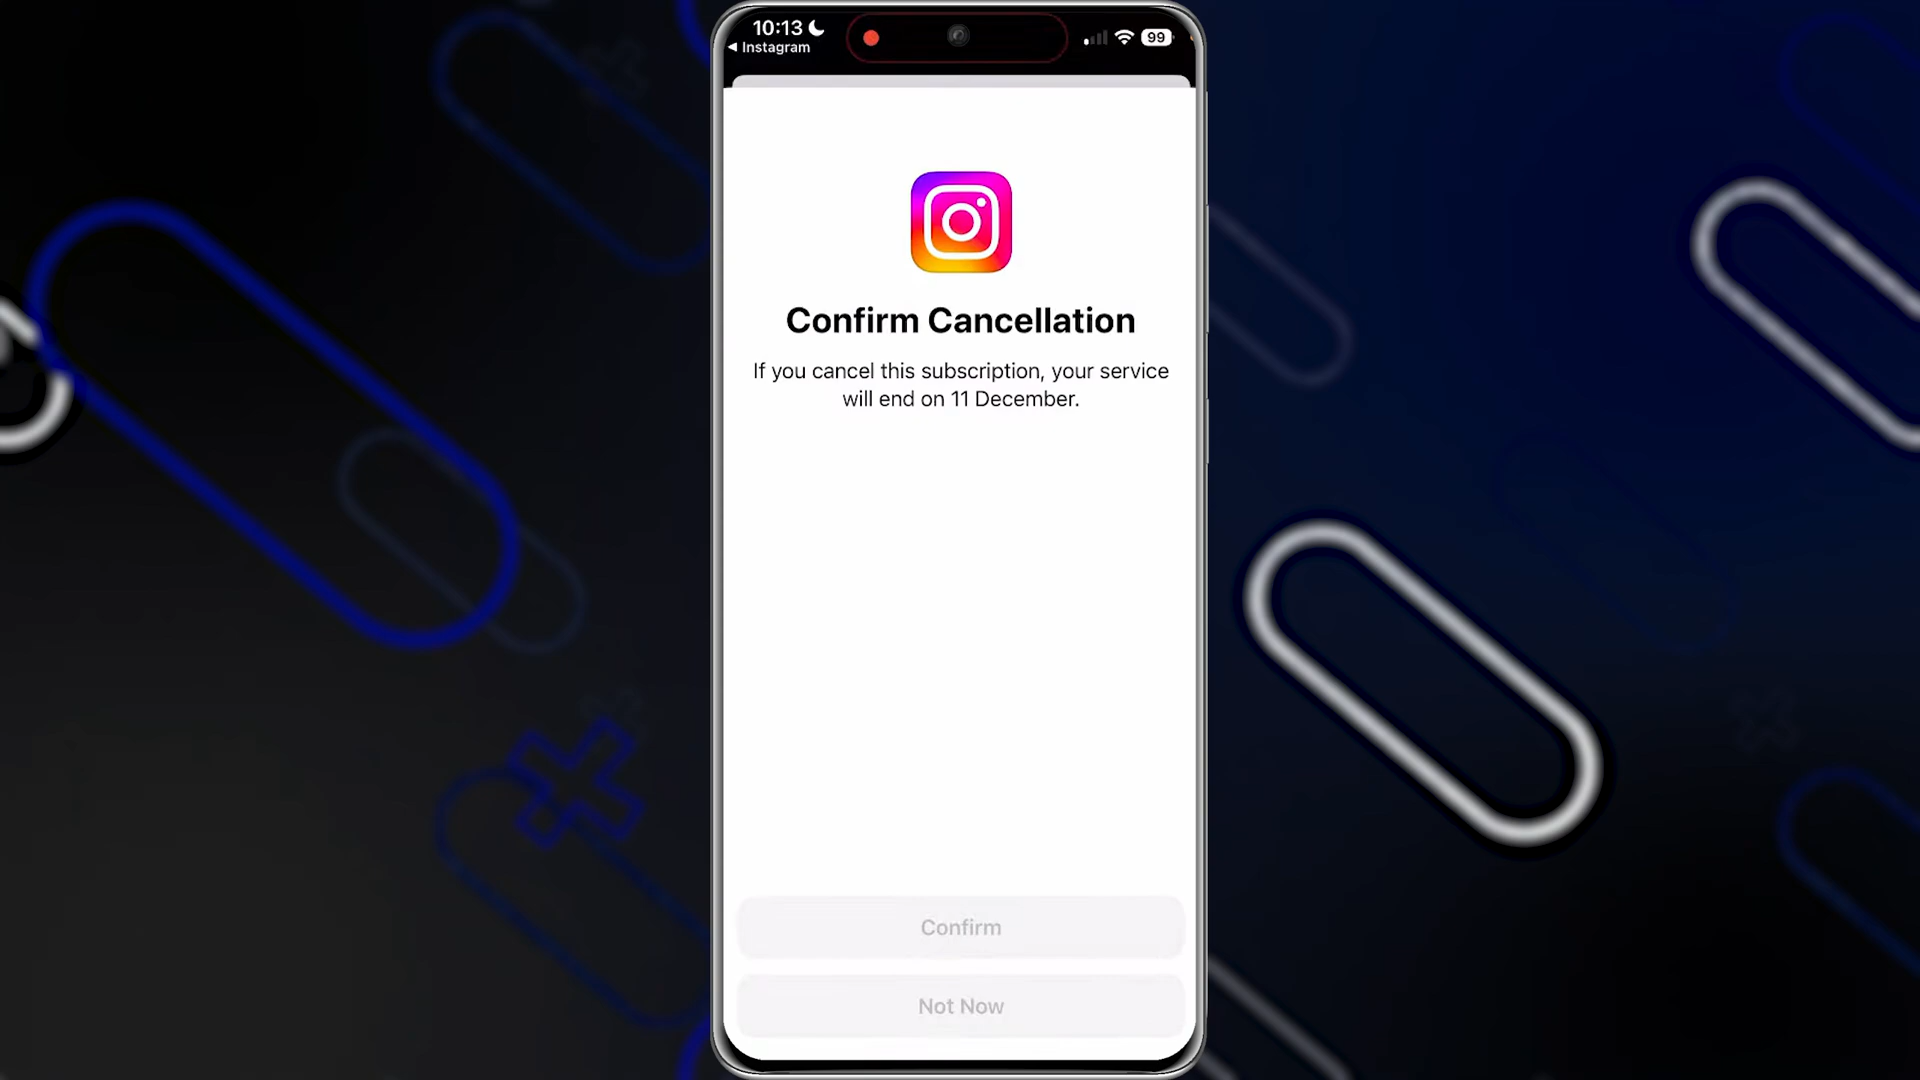 10:13
99
Instagram
Confirm Cancellation
If you cancel this subscription, your service
will end on 11 December.
Confirm
Not Now